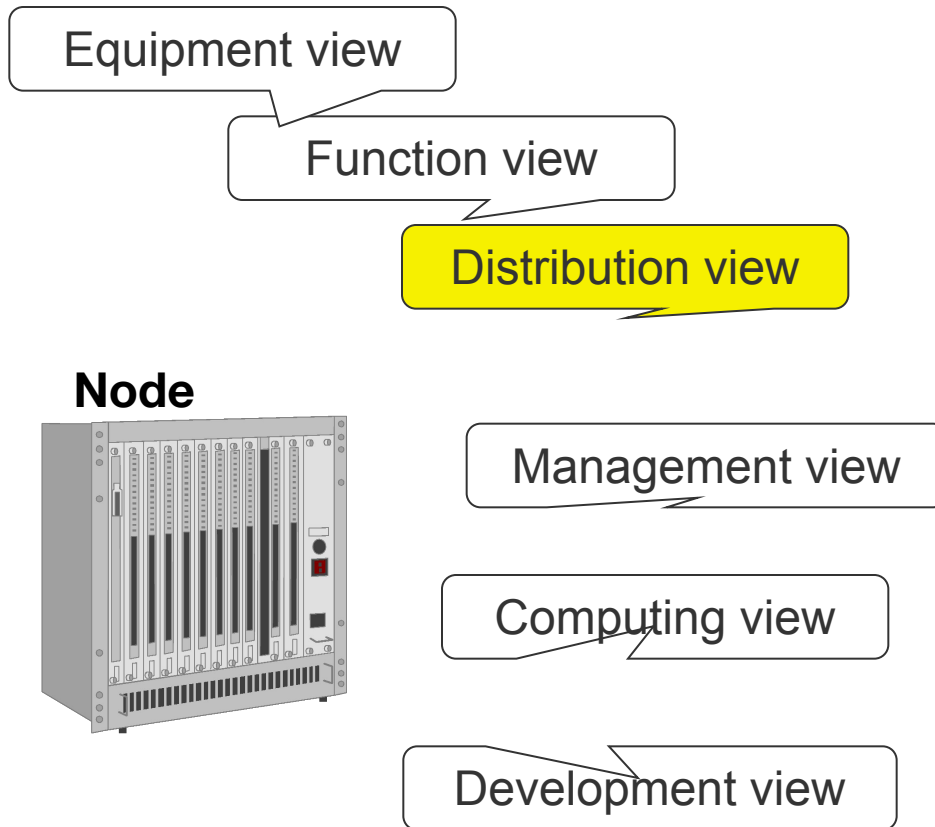 Equipment view
Function view
Distribution view
Node
Management view
Computing view
Development view